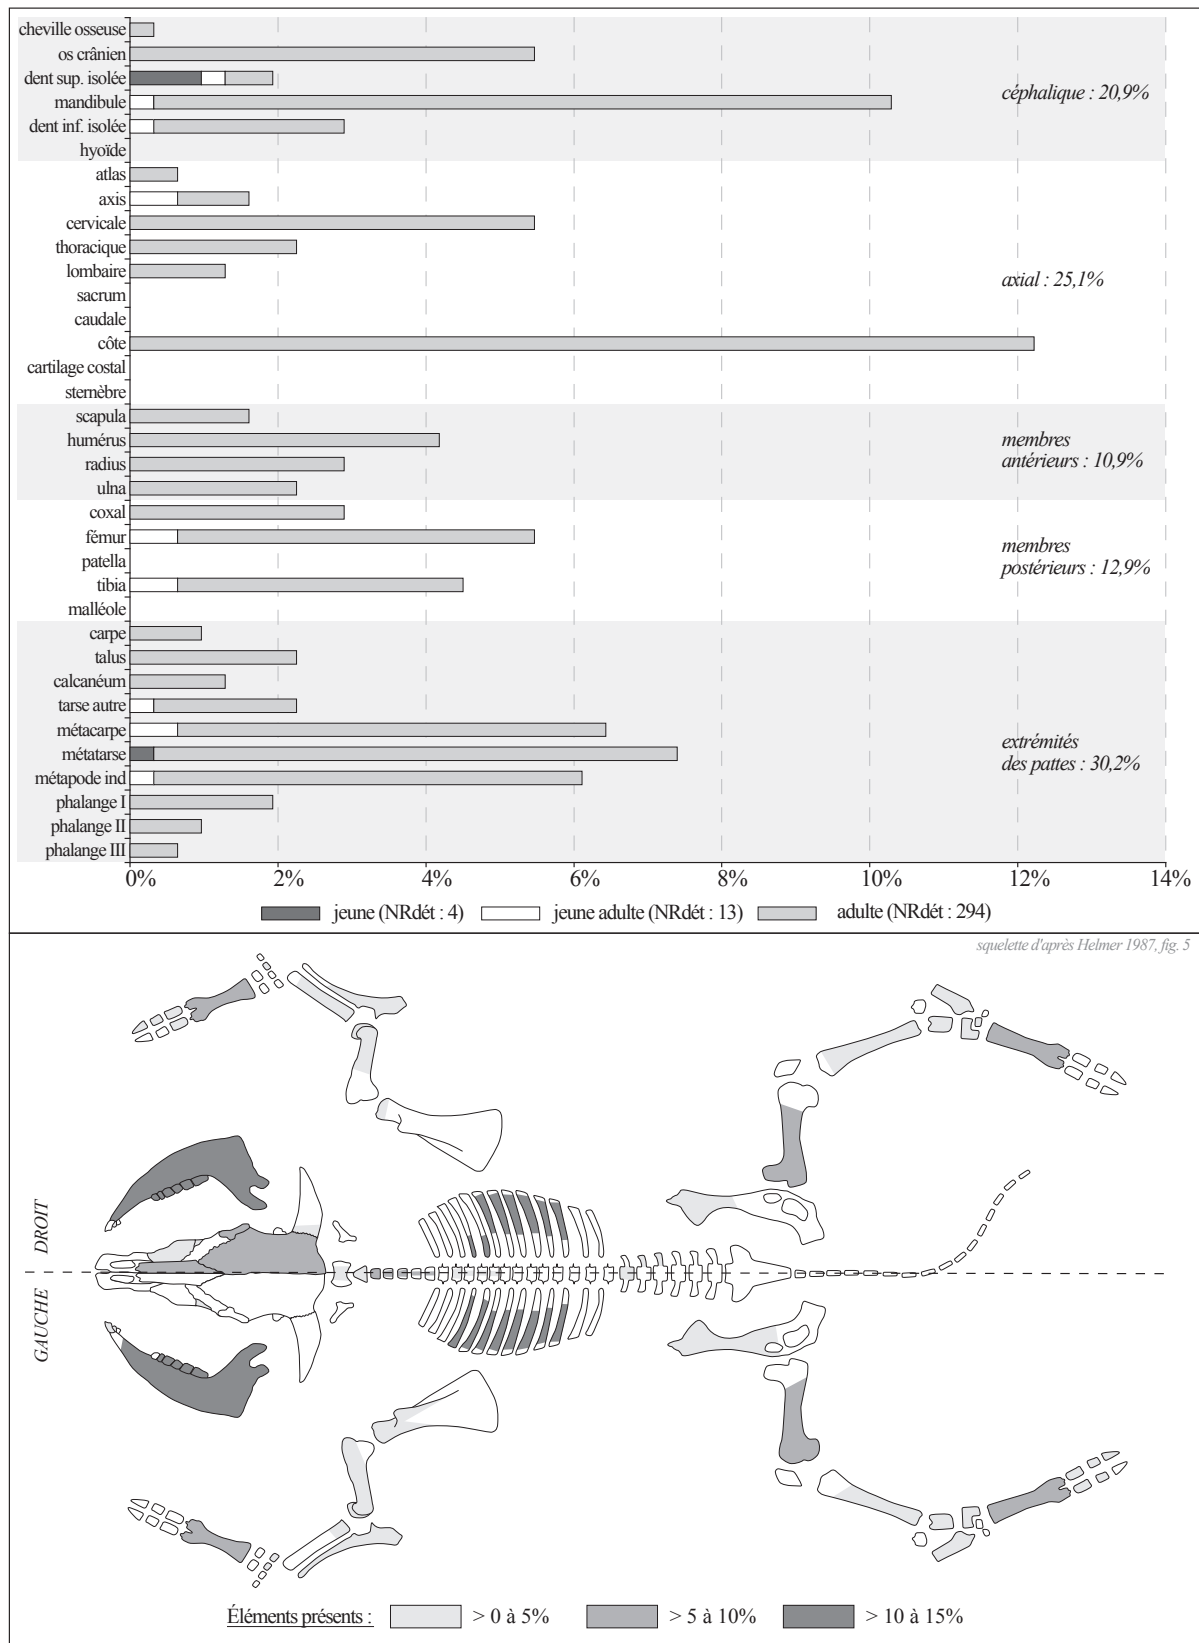 cheville osseuse
os crânien
dent sup. isolée
mandibule
dent inf. isolée
hyoïde
céphalique : 20,9%
atlas
axis
cervicale
thoracique
lombaire
sacrum
caudale
côte
cartilage costal
sternèbre
axial : 25,1%
scapula
humérus
radius
ulna
membres
antérieurs : 10,9%
coxal
fémur
patella
tibia
malléole
membres
postérieurs : 12,9%
carpe
talus
calcanéum
tarse autre
métacarpe
métatarse
métapode ind
phalange I
phalange II
phalange III
extrémités
des pattes : 30,2%
0% 2% 4% 6% 8% 10% 12% 14%
jeune (NRdét : 4) jeune adulte (NRdét : 13) adulte (NRdét : 294)
squelette d'après Helmer 1987, fig. 5
DROIT
GAUCHE
Éléments présents : > 0 à 5% > 5 à 10% > 10 à 15%